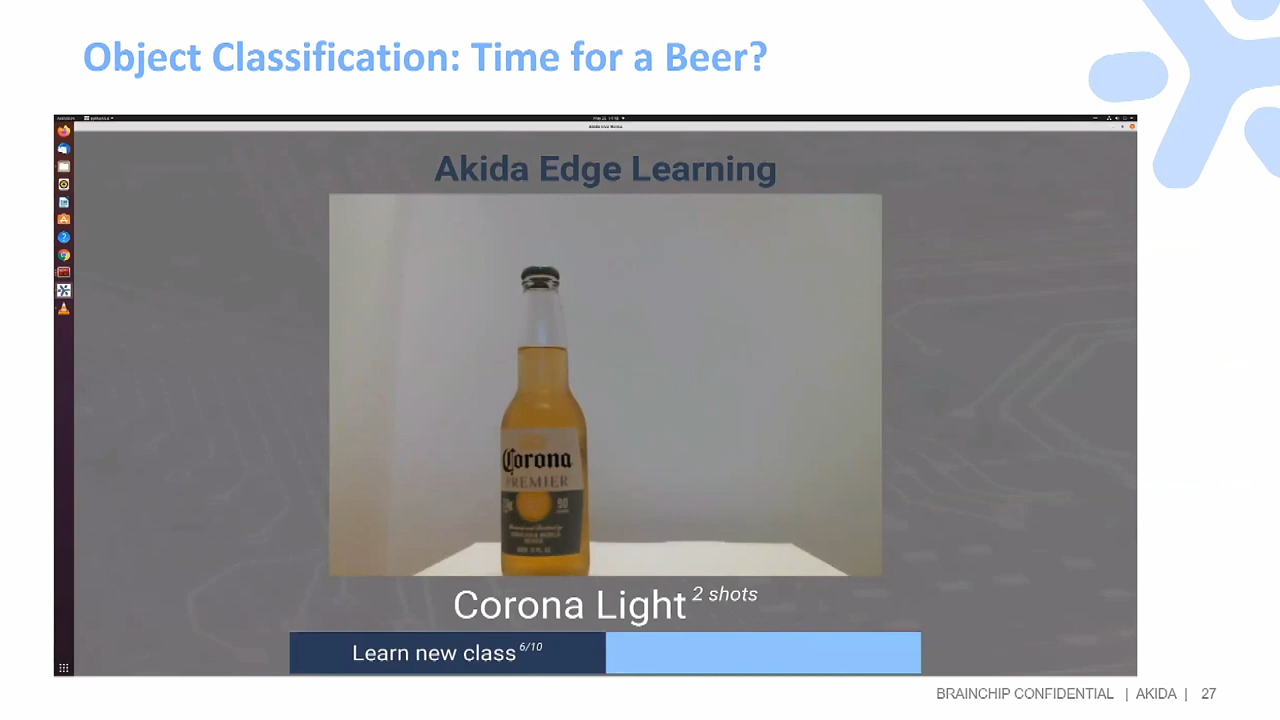 Object Classification: Time for a Beer?
Akida Edge Learning
Corona
PREMIER
90
Corona Light 2 shots
Learn new class 6/10
BRAINCHIP CONFIDENTIAL | AKIDA | 27